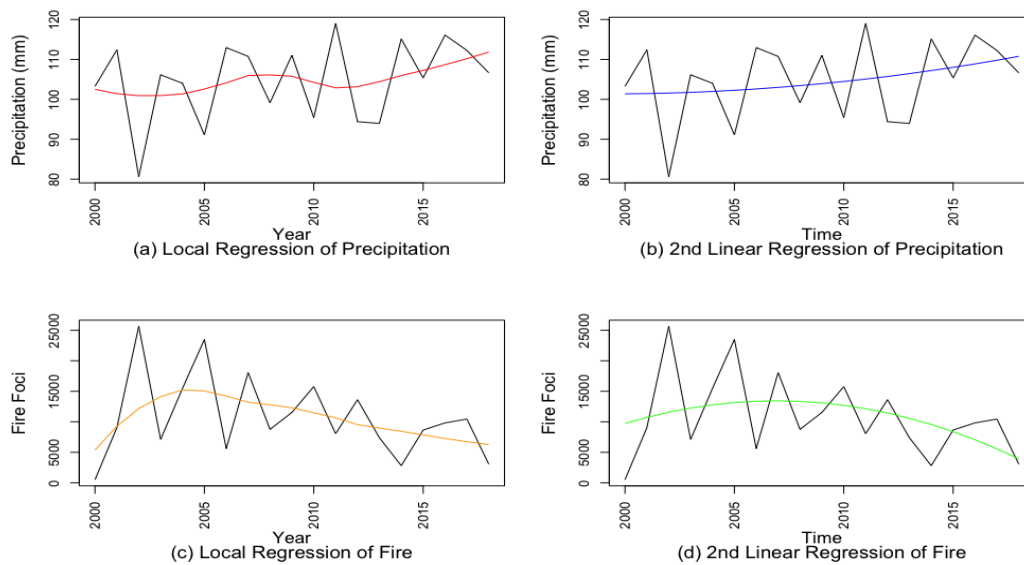 Precipitation (mm)
120
110
100
90
80
2000
2005
2010
2015
Year
(a) Local Regression of Precipitation
Precipitation (mm)
120
110
100
90
80
2000
2005
2010
2015
Time
(b) 2nd Linear Regression of Precipitation
Fire Foci
25000
15000
5000
0
2000
2005
2010
2015
Year
(c) Local Regression of Fire
Fire Foci
25000
15000
5000
0
2000
2005
2010
2015
Time
(d) 2nd Linear Regression of Fire